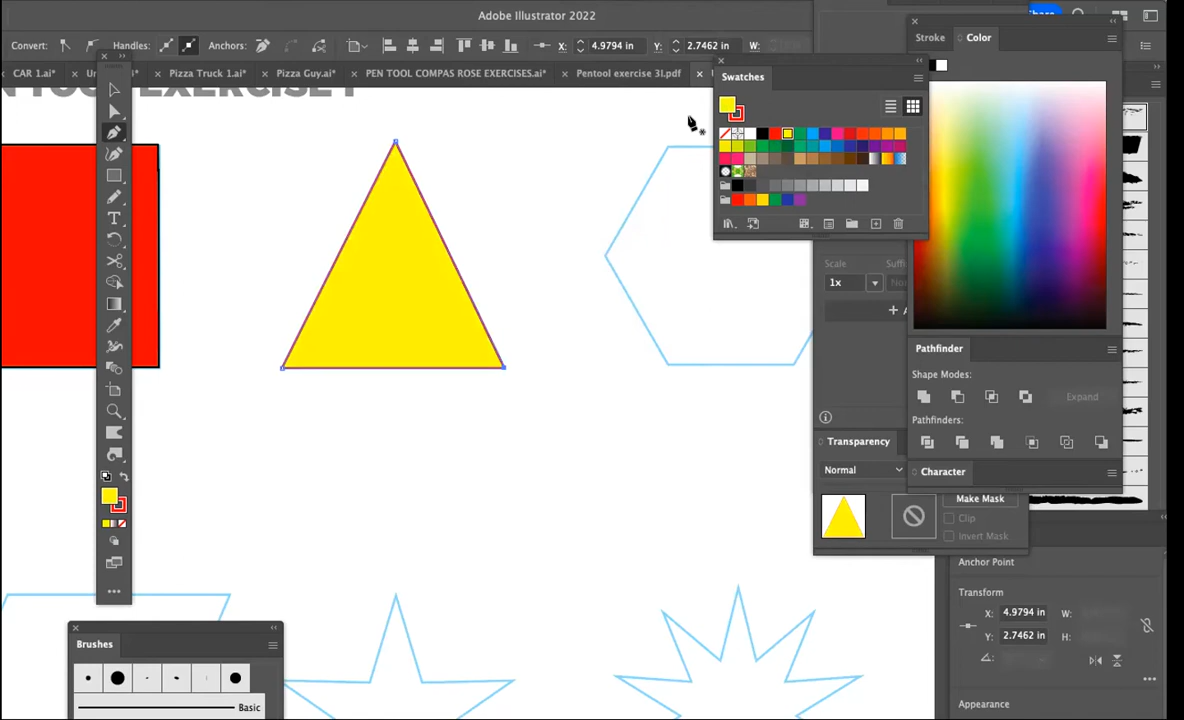 Adobe Illustrator 2022
Share
Convert: Handles: Anchors: X: 4.9794 in Y: 2.7462 in W:
CAR 1.ai* Pizza Truck 1.ai* Pizza Guy.ai* PEN TOOL COMPAS ROSE EXERCISES.ai* Pentool exercise 3I.pdf
Stroke Color
Swatches
Scale
1x
Pathfinder
Shape Modes:
Expand
Pathfinders:
Transparency
Character
Normal
Make Mask
Clip
Invert Mask
Anchor Point
Transform
X: 4.9794 in W:
Y: 2.7462 in H:
Brushes
Basic
Appearance